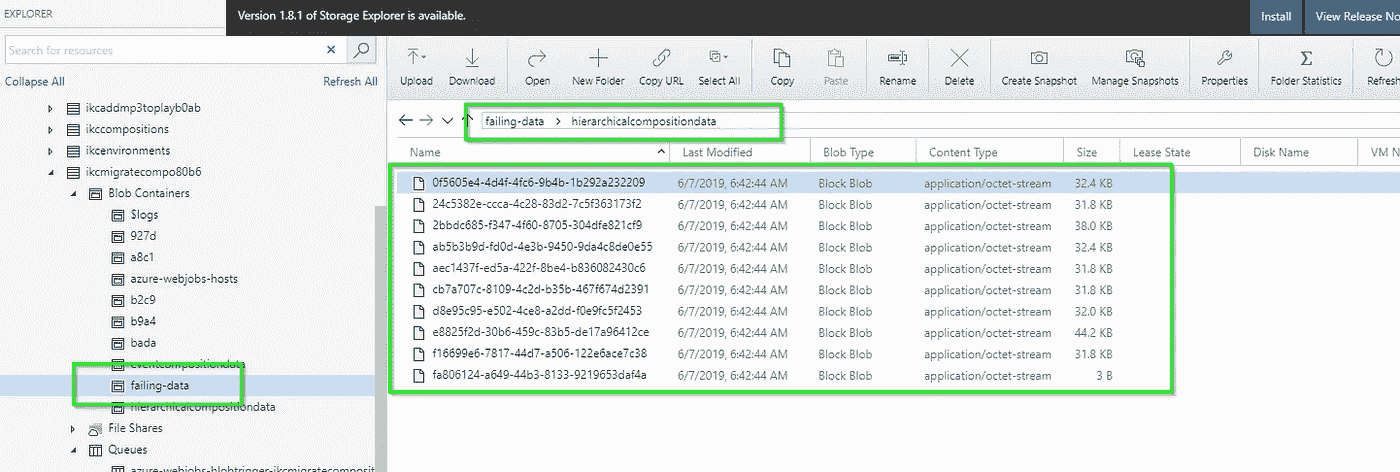 EXPLORER
Version 1.8.1 of Storage Explorer is available.
Install
View Release No
Search for resources
Collapse All
Refresh All
Upload
Download
Open
New Folder
Copy URL
Select All
Copy
Paste
Rename
Delete
Create Snapshot
Manage Snapshots
Properties
Folder Statistics
Refresh
ikcaddmp3toplayb0ab
ikccompositions
ikcenvironments
ikcmigratecompo80b6
Blob Containers
$logs
927d
a8c1
azure-webjobs-hosts
b2c9
b9a4
bada
eventcompositiondata
failing-data
hierarchicalcompositiondata
File Shares
Queues
azure-webjobs-blobtrigger-ikcmigratecomposit
failing-data > hierarchicalcompositiondata
Name Last Modified Blob Type Content Type Size Lease State Disk Name VM N
0f5605e4-4d4f-4fc6-9b4b-1b292a232209 6/7/2019, 6:42:44 AM Block Blob application/octet-stream 32.4 KB
24c5382e-ccca-4c28-83d2-7c5f363173f2 6/7/2019, 6:42:44 AM Block Blob application/octet-stream 31.8 KB
2bbdc685-f347-4f60-8705-304dfe821cf9 6/7/2019, 6:42:44 AM Block Blob application/octet-stream 38.0 KB
ab5b3b9d-fd0d-4e3b-9450-9da4c8de0e55 6/7/2019, 6:42:44 AM Block Blob application/octet-stream 32.4 KB
aec1437f-ed5a-422f-8be4-b836082430c6 6/7/2019, 6:42:44 AM Block Blob application/octet-stream 31.8 KB
cb7a707c-8109-4c2d-b35b-467f674d2391 6/7/2019, 6:42:44 AM Block Blob application/octet-stream 31.8 KB
d8e95c95-e502-4ce8-a2dd-f0e9fc5f2453 6/7/2019, 6:42:44 AM Block Blob application/octet-stream 32.0 KB
e8825f2d-30b6-459c-83b5-de17a96412ce 6/7/2019, 6:42:44 AM Block Blob application/octet-stream 44.2 KB
f16699e6-7817-44d7-a506-122e6ace7c38 6/7/2019, 6:42:44 AM Block Blob application/octet-stream 31.8 KB
fa806124-a649-44b3-8133-9219653daf4a 6/7/2019, 6:42:44 AM Block Blob application/octet-stream 3 B